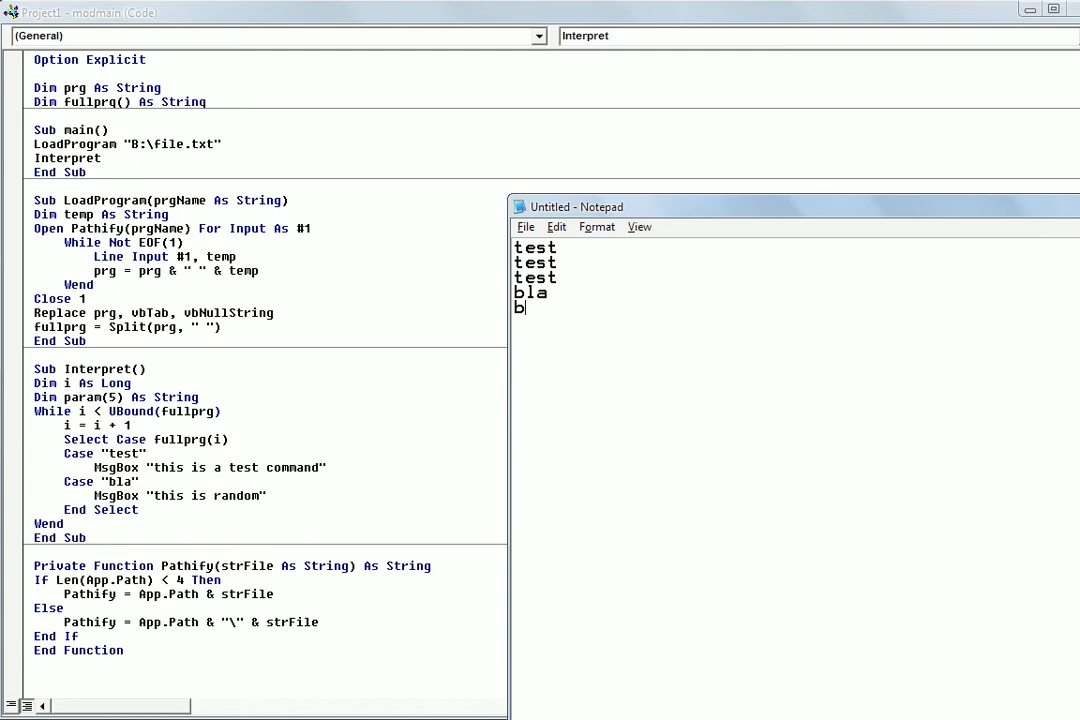 Project1 - modmain (Code)
(General)
Interpret
Option Explicit
Dim prg As String
Dim fullprg() As String
Sub main()
LoadProgram "B:\file.txt"
Interpret
End Sub
Sub LoadProgram(prgName As String)
Dim temp As String
Open Pathify(prgName) For Input As #1
While Not EOF(1)
Line Input #1, temp
prg = prg & " " & temp
Wend
Close 1
Replace prg, vbTab, vbNullString
fullprg = Split(prg, " ")
End Sub
Sub Interpret()
Dim i As Long
Dim param(5) As String
While i < UBound(fullprg)
i = i + 1
Select Case fullprg(i)
Case "test"
MsgBox "this is a test command"
Case "bla"
MsgBox "this is random"
End Select
Wend
End Sub
Private Function Pathify(strFile As String) As String
If Len(App.Path) < 4 Then
Pathify = App.Path & strFile
Else
Pathify = App.Path & "\" & strFile
End If
End Function
Untitled - Notepad
File Edit Format View
test
test
test
bla
b